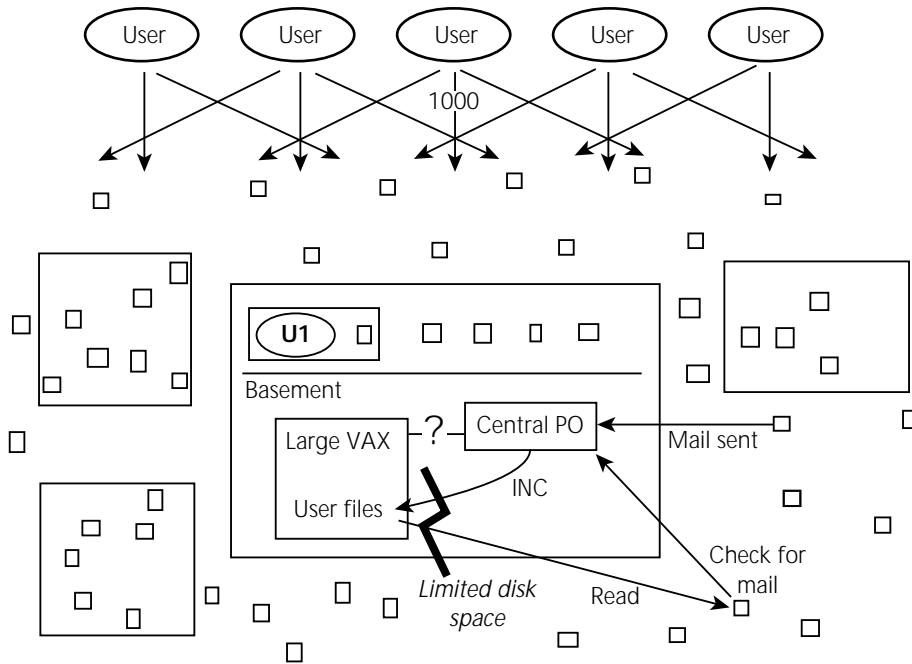 User User User User User
1000
U1
Basement
Large VAX
?
Central PO
Mail sent
User files
INC
Check for
mail
Limited disk
space
Read